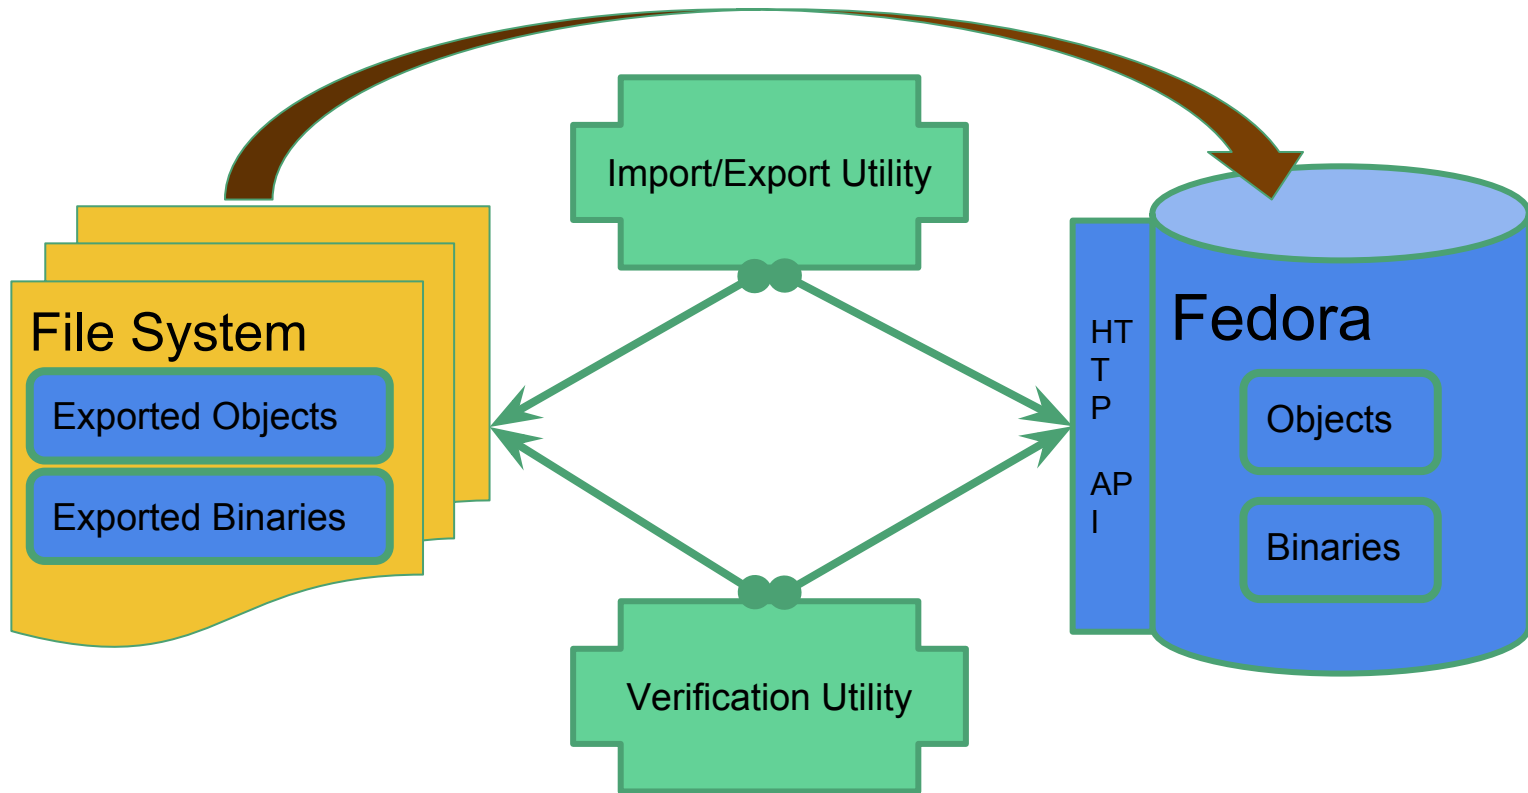 Import/Export Utility
File System
Exported Objects
Exported Binaries
HT
T
P
AP
I
Fedora
Objects
Binaries
Verification Utility